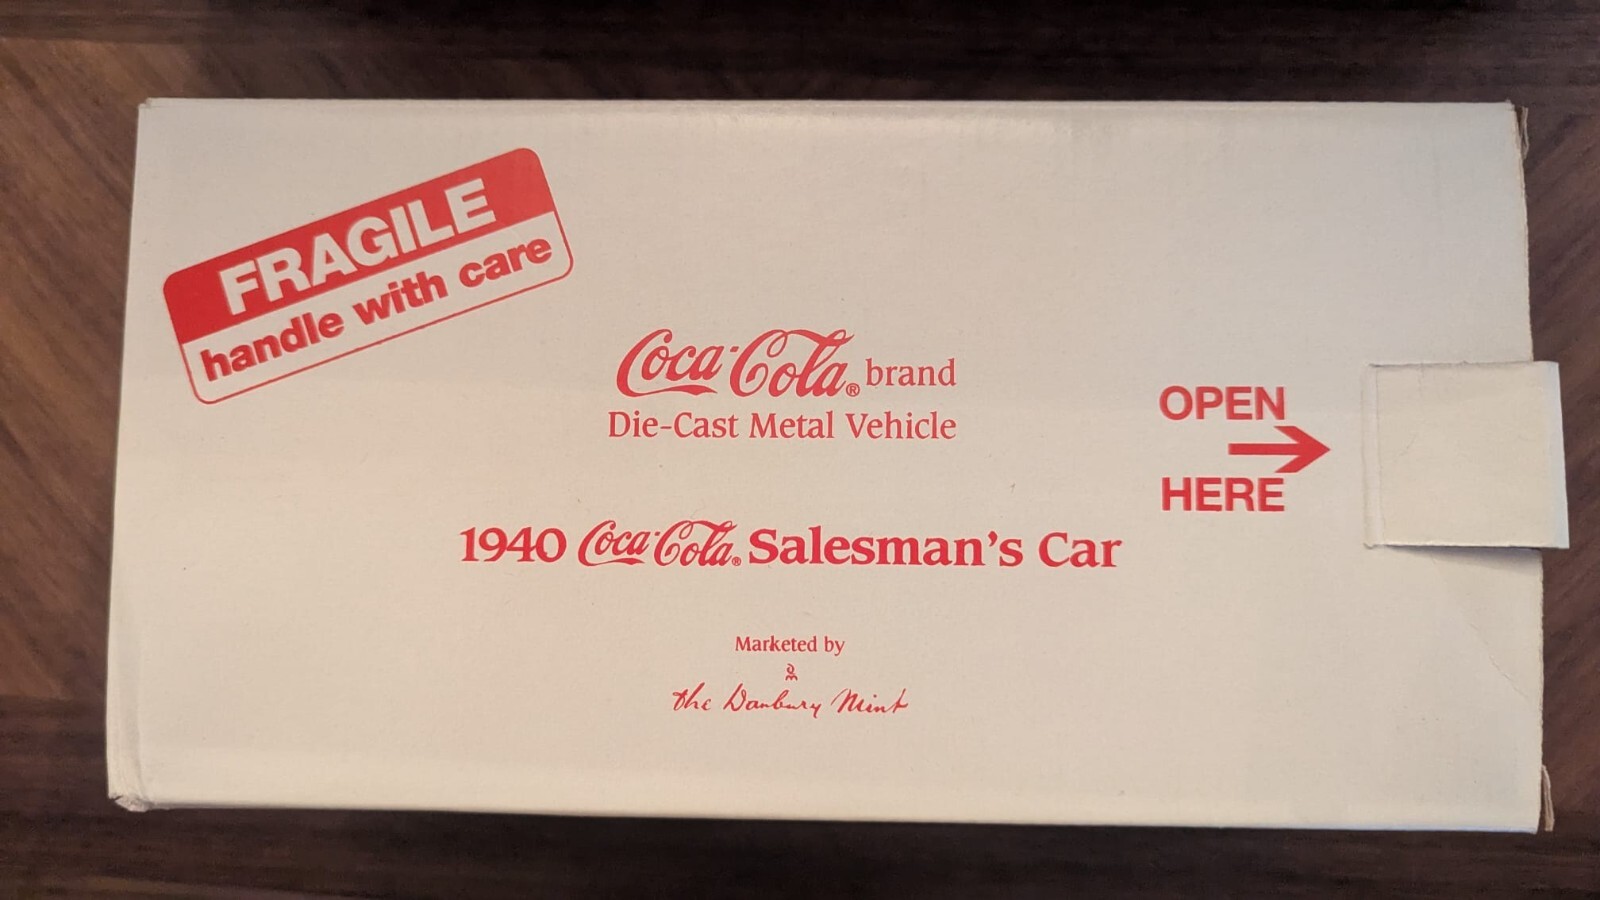 FRAGILE
handle with care
Coca-Cola® brand
Die-Cast Metal Vehicle
OPEN
HERE
1940 Coca-Cola® Salesman's Car
Marketed by
The Danbury Mint